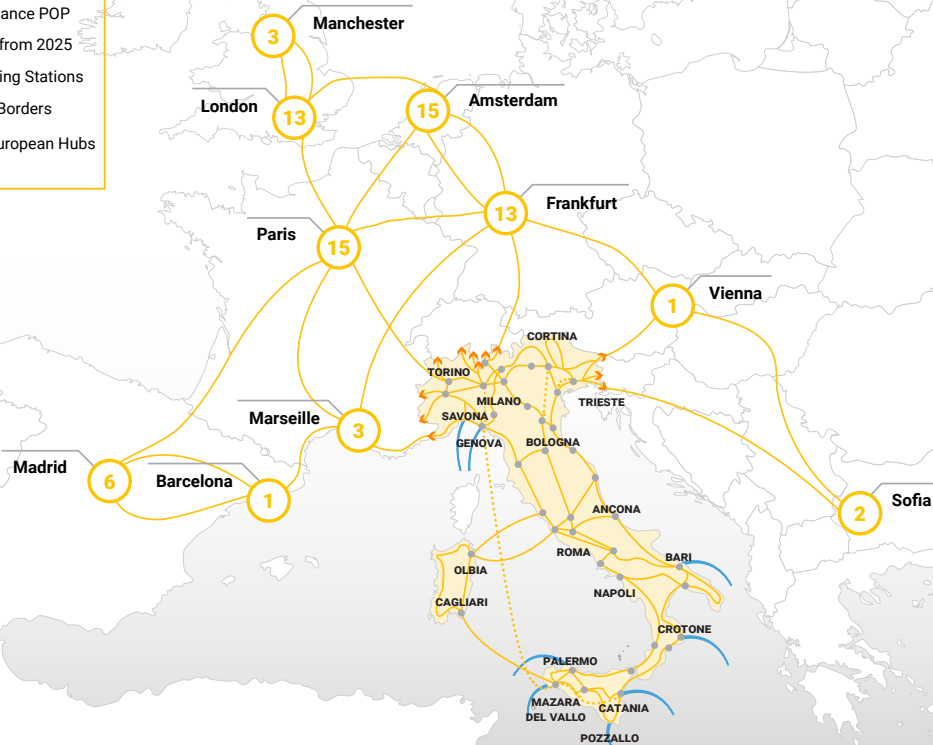 ance POP
from 2025
ing Stations
Borders
uropean Hubs
3
Manchester
London
13
15
Amsterdam
Paris
15
13
Frankfurt
1
Vienna
CORTINA
TORINO
MILANO
TRIESTE
Marseille
3
SAVONA
GENOVA
BOLOGNA
Madrid
6
Barcelona
1
2
Sofia
ANCONA
ROMA
BARI
OLBIA
NAPOLI
CAGLIARI
CROTONE
PALERMO
MAZARA
DEL VALLO
CATANIA
POZZALLO